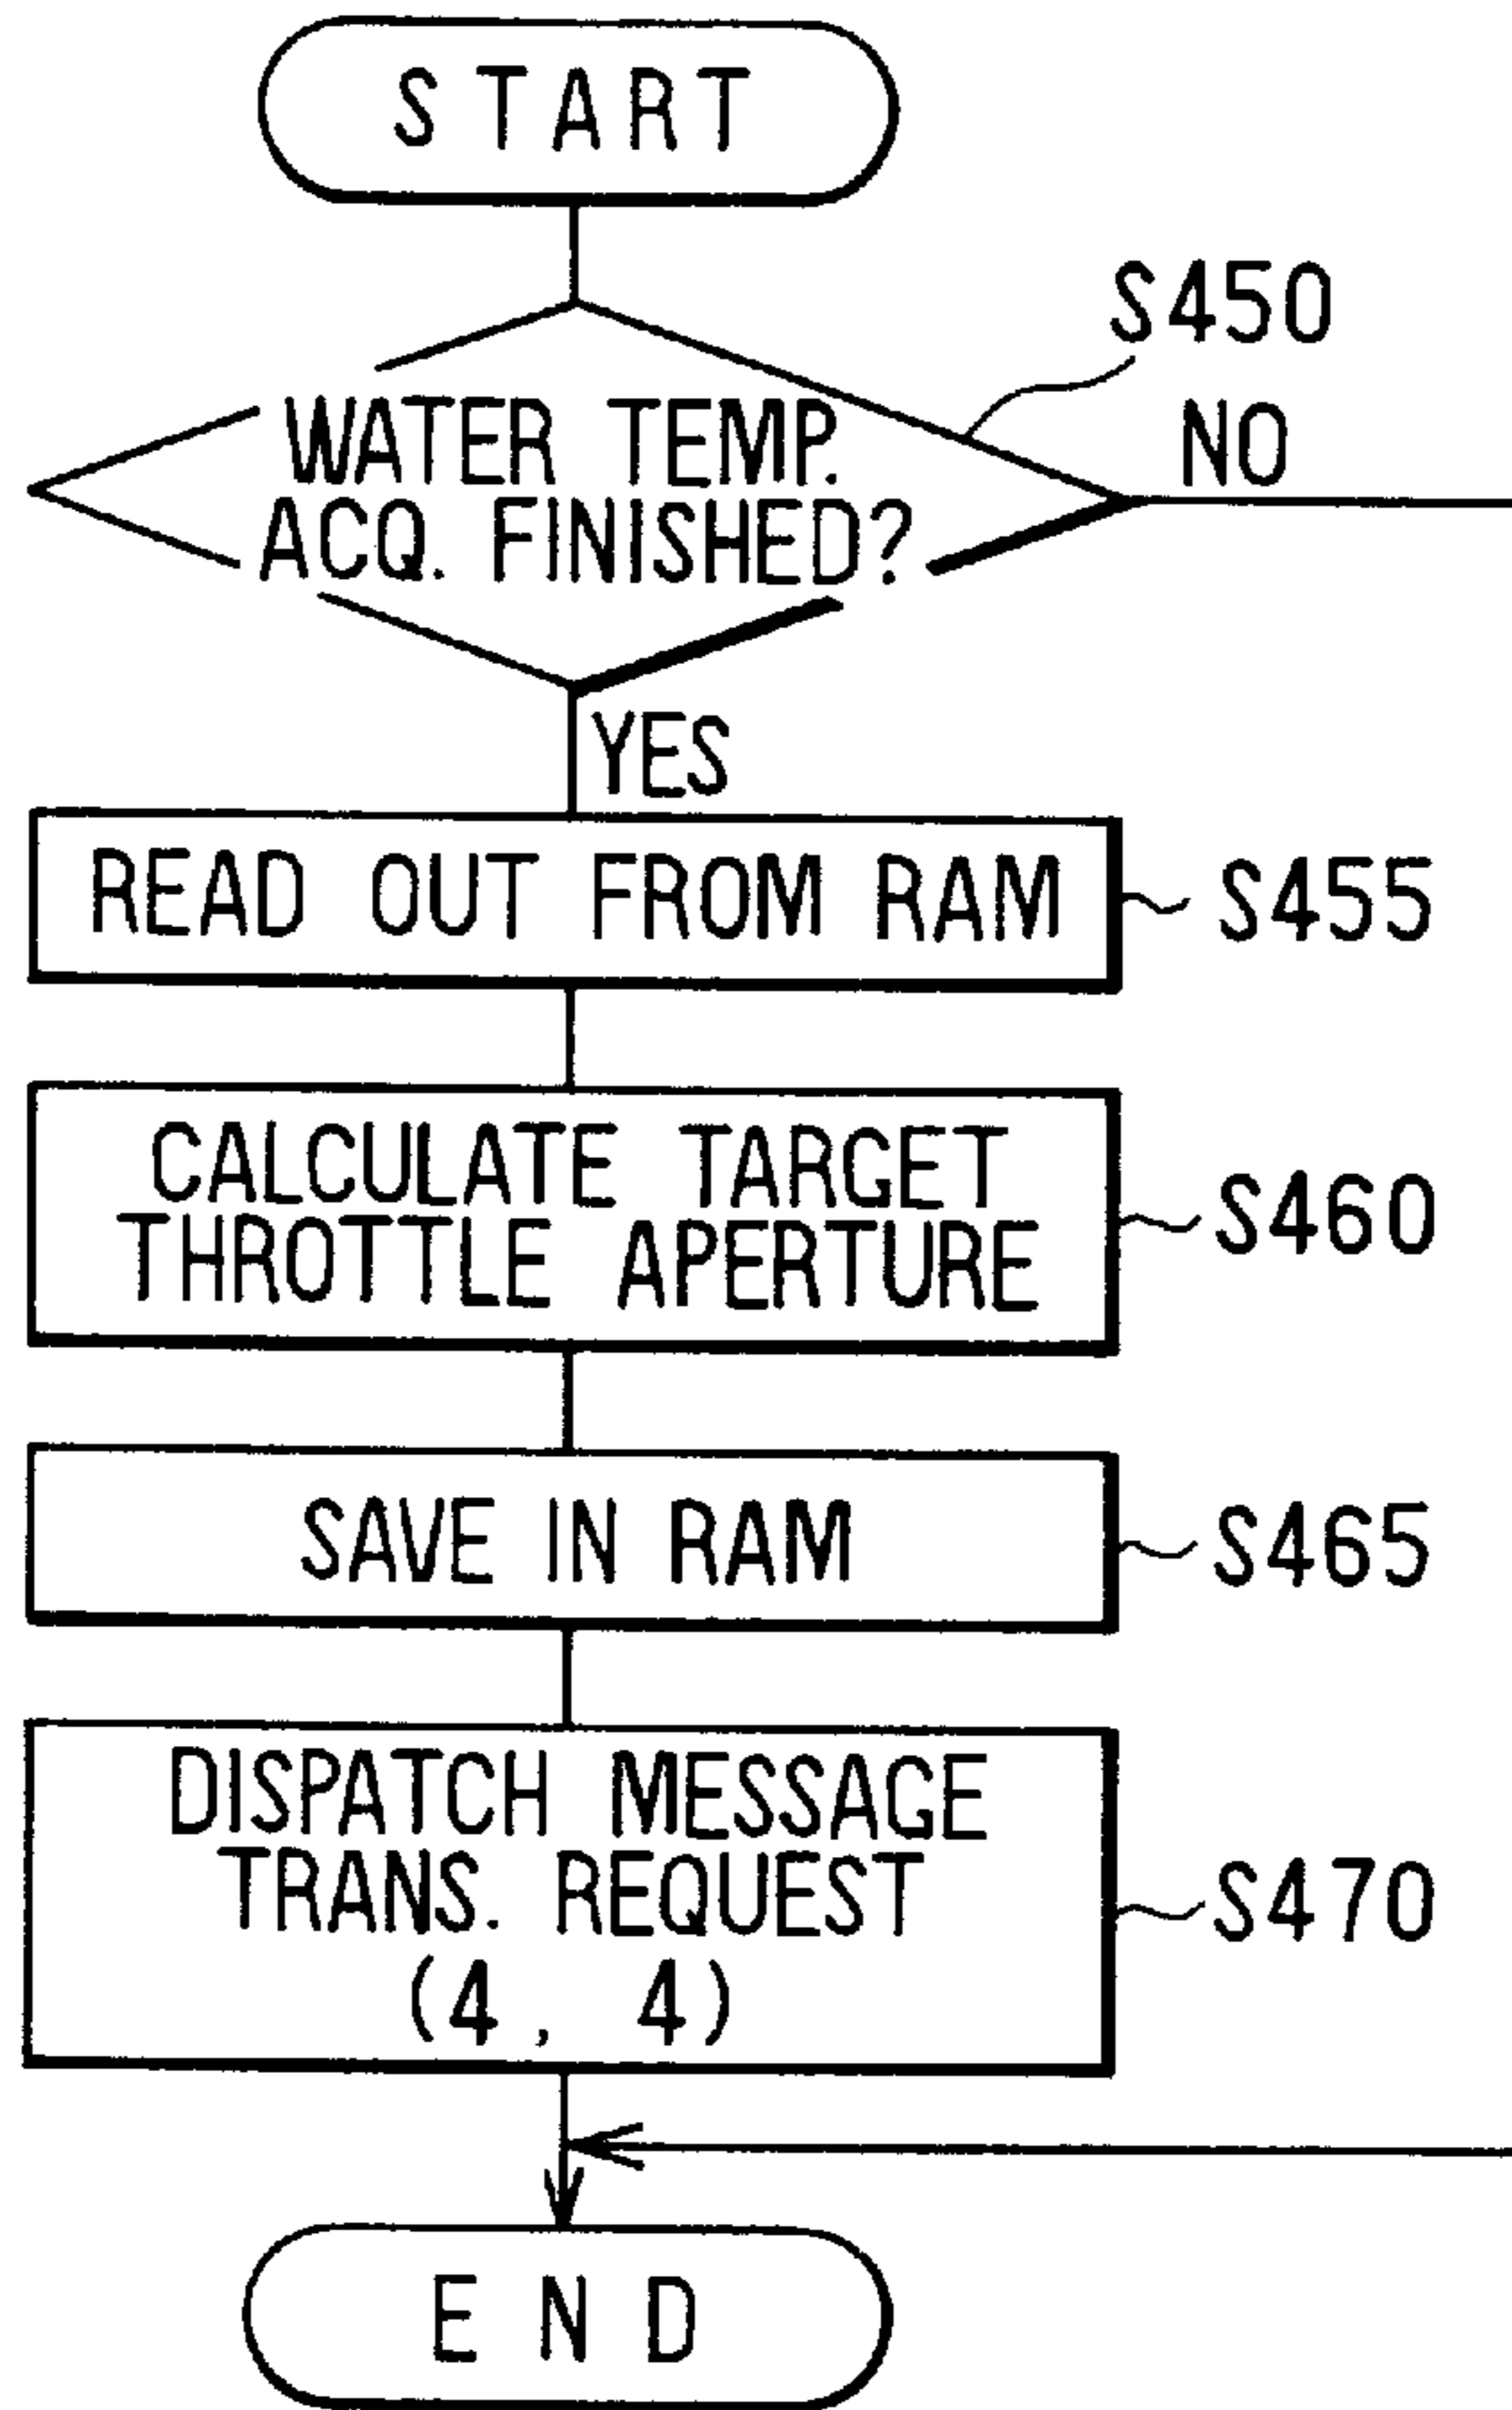 START
S450
NO
WATER TEMP.
ACQ. FINISHED?
YES
READ OUT FROM RAM
S455
CALCULATE TARGET
THROTTLE APERTURE
S460
SAVE IN RAM
S465
DISPATCH MESSAGE
TRANS. REQUEST
(4, 4)
S470
END